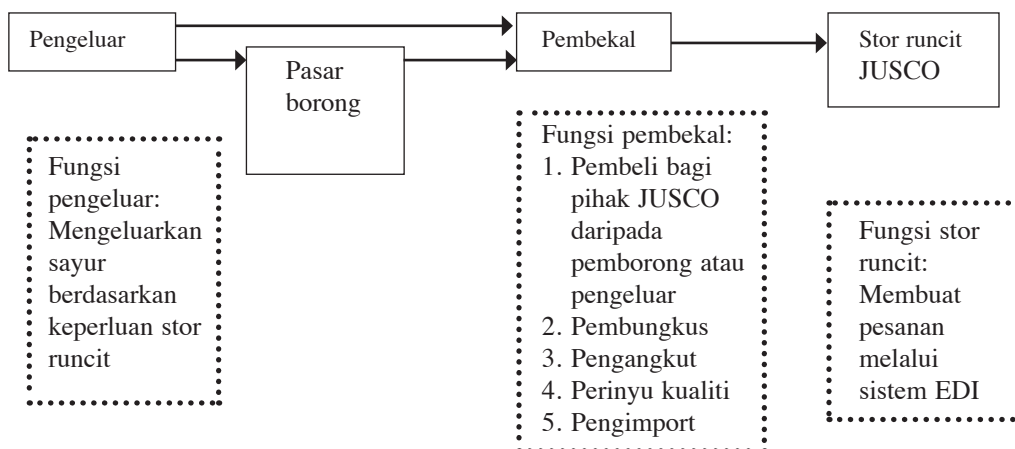 Pengeluar
Pasar
borong
Pembekal
Stor runcit
JUSCO
Fungsi
pengeluar:
Mengeluarkan
sayur
berdasarkan
keperluan stor
runcit
Fungsi pembekal:
1. Pembeli bagi
pihak JUSCO
daripada
pemborong atau
pengeluar
2. Pembungkus
3. Pengangkut
4. Perinyu kualiti
5. Pengimport
Fungsi stor
runcit:
Membuat
pesanan
melalui
sistem EDI